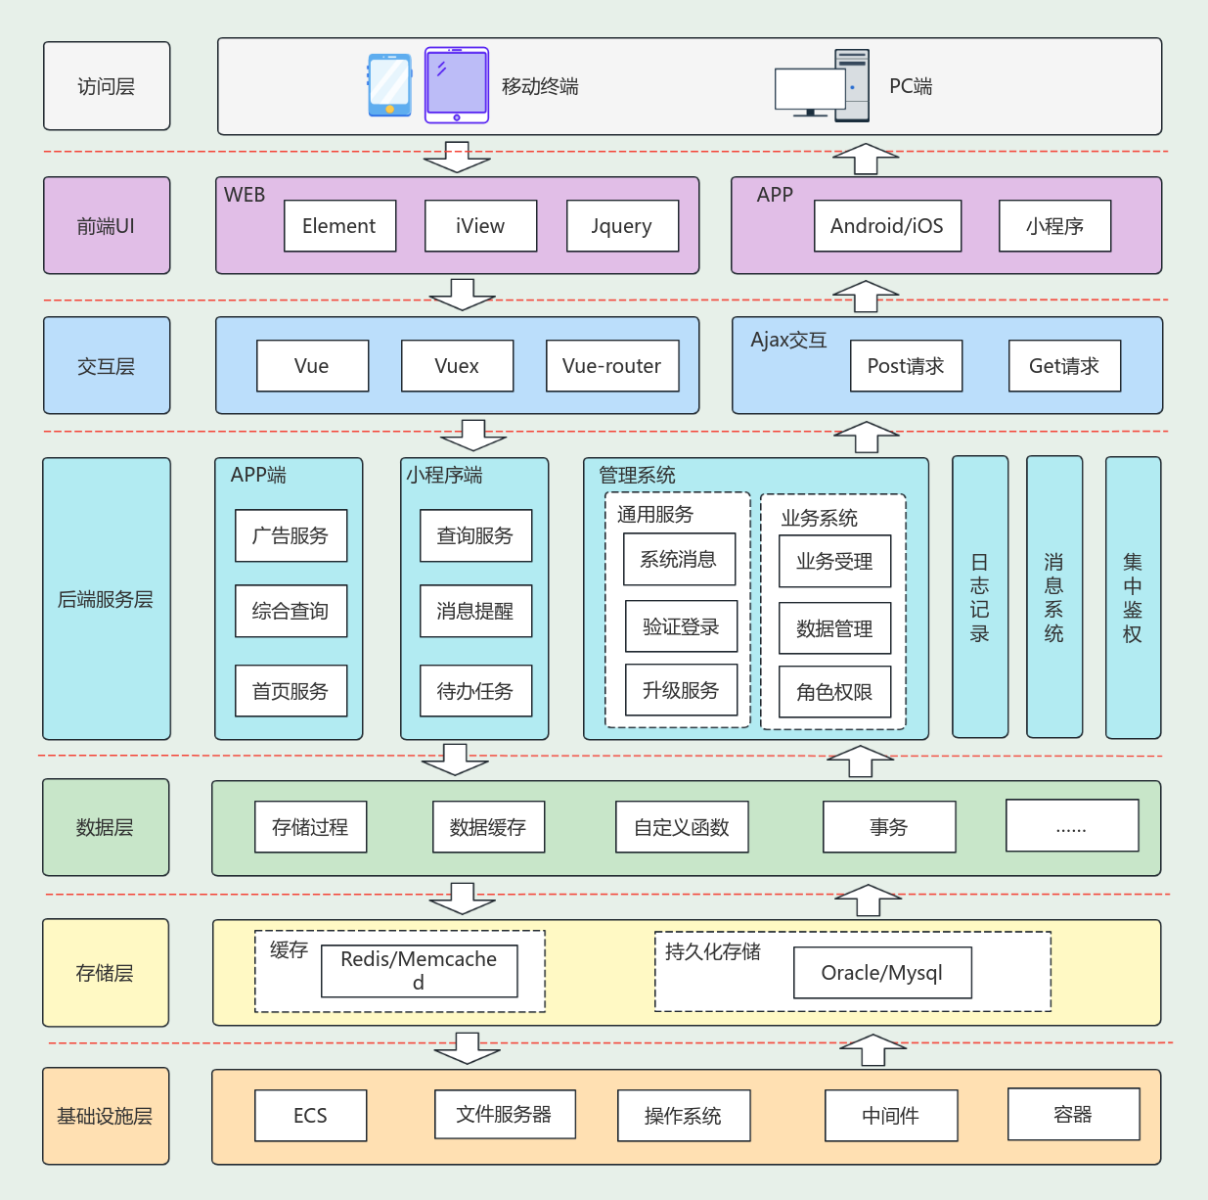 访问层
移动终端
PC端
前端UI
WEB
Element
iView
Jquery
APP
Android/iOS
小程序
交互层
Vue
Vuex
Vue-router
Ajax交互
Post请求
Get请求
后端服务层
APP端
广告服务
综合查询
首页服务
小程序端
查询服务
消息提醒
待办任务
管理系统
通用服务
系统消息
验证登录
升级服务
业务系统
业务受理
数据管理
角色权限
日志记录
消息系统
集中鉴权
数据层
存储过程
数据缓存
自定义函数
事务
......
存储层
缓存
Redis/Memcache
d
持久化存储
Oracle/Mysql
基础设施层
ECS
文件服务器
操作系统
中间件
容器